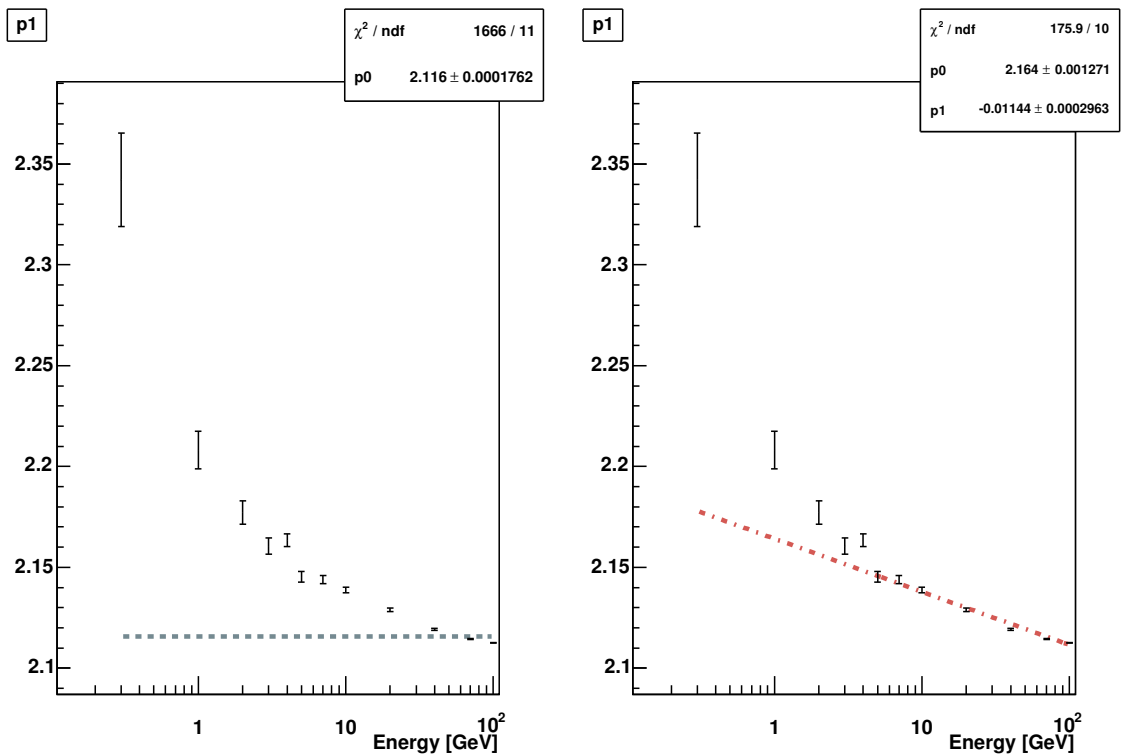 p1
χ² / ndf 1666 / 11
p0 2.116 ± 0.0001762
2.35
2.3
2.25
2.2
2.15
2.1
1 10 10²
Energy [GeV]
p1
χ² / ndf 175.9 / 10
p0 2.164 ± 0.001271
p1 -0.01144 ± 0.0002963
2.35
2.3
2.25
2.2
2.15
2.1
1 10 10²
Energy [GeV]